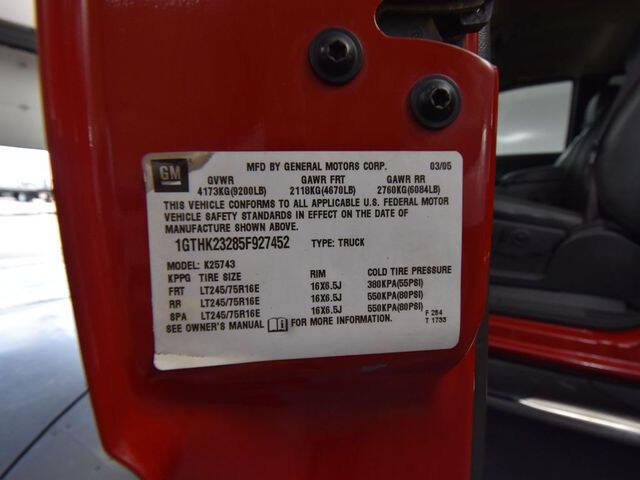 GM
MFD BY GENERAL MOTORS CORP. 03/05
GVWR GAWR FRT GAWR RR
4173KG(9200LB) 2118KG(4670LB) 2760KG(6084LB)
THIS VEHICLE CONFORMS TO ALL APPLICABLE U.S. FEDERAL MOTOR
VEHICLE SAFETY STANDARDS IN EFFECT ON THE DATE OF
MANUFACTURE SHOWN ABOVE.
1GTHK23285F927452 TYPE: TRUCK
MODEL: K25743
KPPG TIRE SIZE RIM COLD TIRE PRESSURE
FRT LT245/75R16E 16X6.5J 380KPA(55PSI)
RR LT245/75R16E 16X6.5J 550KPA(80PSI)
SPA LT245/75R16E 16X6.5J 550KPA(80PSI)
SEE OWNER'S MANUAL FOR MORE INFORMATION.
F 284
T 1733